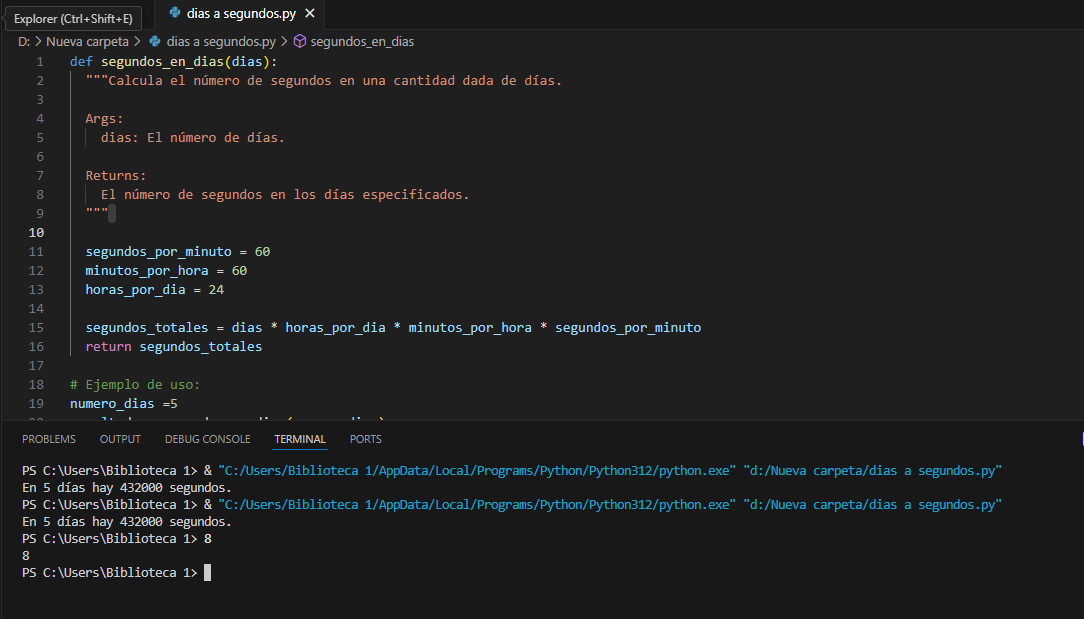 Explorer (Ctrl+Shift+E)
dias a segundos.py
D: > Nueva carpeta > dias a segundos.py > segundos_en_dias
1 def segundos_en_dias(dias):
2 """Calcula el número de segundos en una cantidad dada de días.
3
4 Args:
5 dias: El número de días.
6
7 Returns:
8 El número de segundos en los días especificados.
9 """
10
11 segundos_por_minuto = 60
12 minutos_por_hora = 60
13 horas_por_dia = 24
14
15 segundos_totales = dias * horas_por_dia * minutos_por_hora * segundos_por_minuto
16 return segundos_totales
17
18 # Ejemplo de uso:
19 numero_dias =5
PROBLEMS OUTPUT DEBUG CONSOLE TERMINAL PORTS
PS C:\Users\Biblioteca 1> & "C:/Users/Biblioteca 1/AppData/Local/Programs/Python/Python312/python.exe" "d:/Nueva carpeta/dias a segundos.py"
En 5 días hay 432000 segundos.
PS C:\Users\Biblioteca 1> & "C:/Users/Biblioteca 1/AppData/Local/Programs/Python/Python312/python.exe" "d:/Nueva carpeta/dias a segundos.py"
En 5 días hay 432000 segundos.
PS C:\Users\Biblioteca 1> 8
8
PS C:\Users\Biblioteca 1>